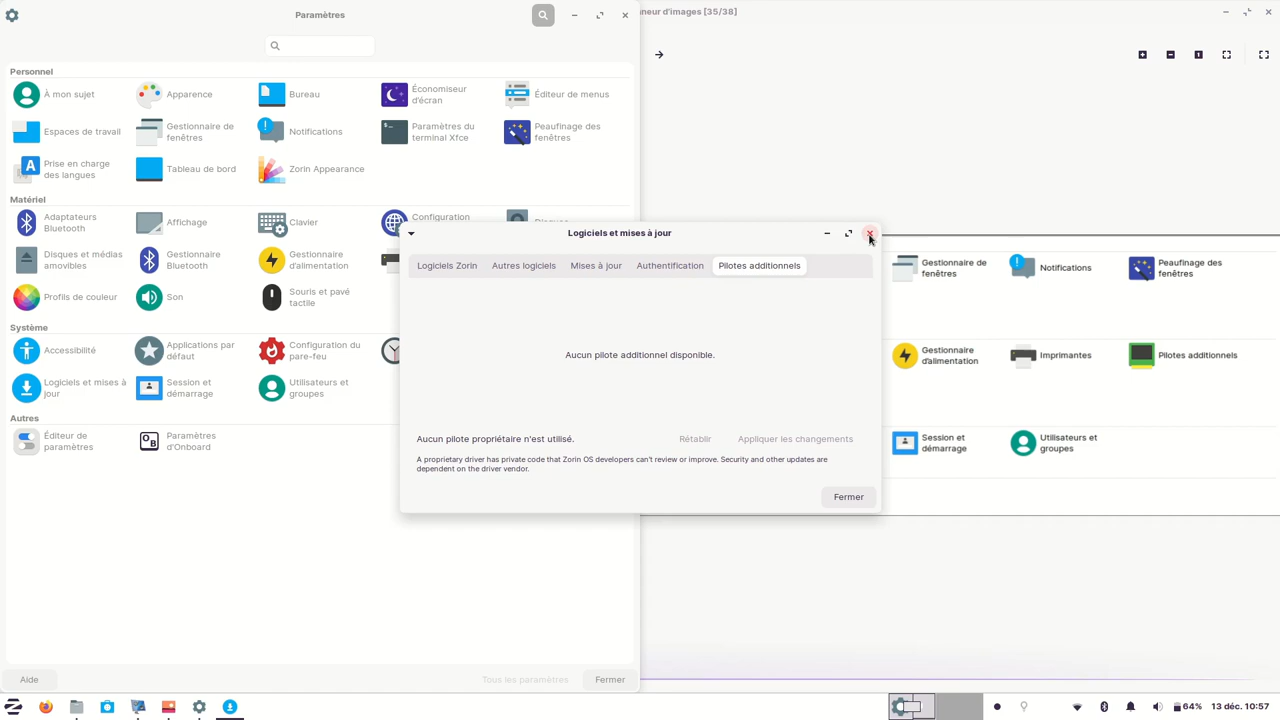 Paramètres
neur d'images [35/38]
Personnel
À mon sujet
Apparence
Bureau
Économiseur
d'écran
Éditeur de menus
Espaces de travail
Gestionnaire de
fenêtres
Notifications
Paramètres du
terminal Xfce
Peaufinage des
fenêtres
Prise en charge
des langues
Tableau de bord
Zorin Appearance
Matériel
Adaptateurs
Bluetooth
Affichage
Clavier
Configuration
Disques et médias
amovibles
Gestionnaire
Bluetooth
Gestionnaire
d'alimentation
Profils de couleur
Son
Souris et pavé
tactile
Système
Accessibilité
Applications par
défaut
Configuration du
pare-feu
Logiciels et mises à
jour
Session et
démarrage
Utilisateurs et
groupes
Autres
Éditeur de
paramètres
Paramètres
d'Onboard
Aide
Tous les paramètres
Fermer
Logiciels et mises à jour
Logiciels Zorin
Autres logiciels
Mises à jour
Authentification
Pilotes additionnels
Aucun pilote additionnel disponible.
Aucun pilote propriétaire n'est utilisé.
Rétablir
Appliquer les changements
A proprietary driver has private code that Zorin OS developers can't review or improve. Security and other updates are
dependent on the driver vendor.
Fermer
Gestionnaire de
fenêtres
Notifications
Peaufinage des
fenêtres
Gestionnaire
d'alimentation
Imprimantes
Pilotes additionnels
Session et
démarrage
Utilisateurs et
groupes
64%
13 déc. 10:57